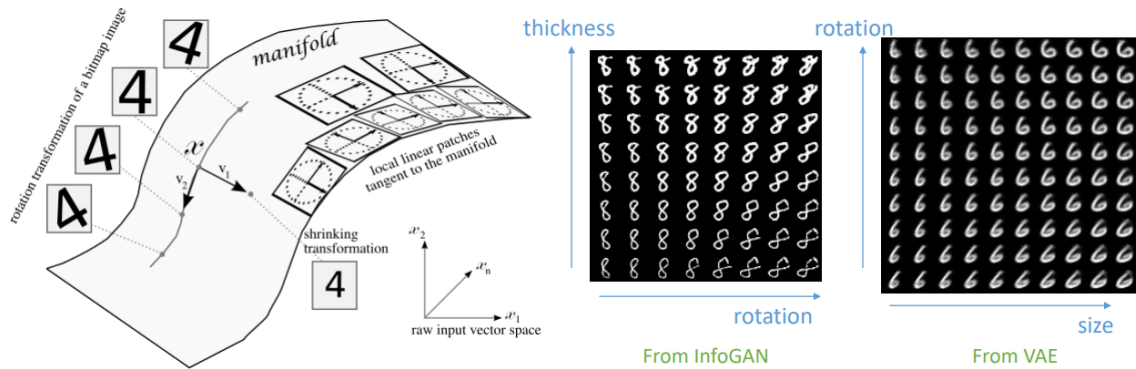 rotation transformation of a bitmap image
4
4
4
4
manifold
x
v₁
v₂
local linear patches
tangent to the manifold
shrinking
transformation
4
x₂
xₙ
x₁
raw input vector space
thickness
rotation
From InfoGAN
rotation
size
From VAE